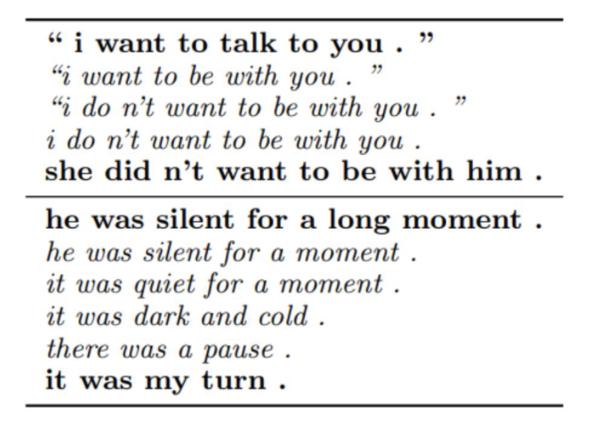 “ i want to talk to you . ”
“i want to be with you . ”
“i do n’t want to be with you . ”
i do n’t want to be with you .
she did n’t want to be with him .
he was silent for a long moment .
he was silent for a moment .
it was quiet for a moment .
it was dark and cold .
there was a pause .
it was my turn .